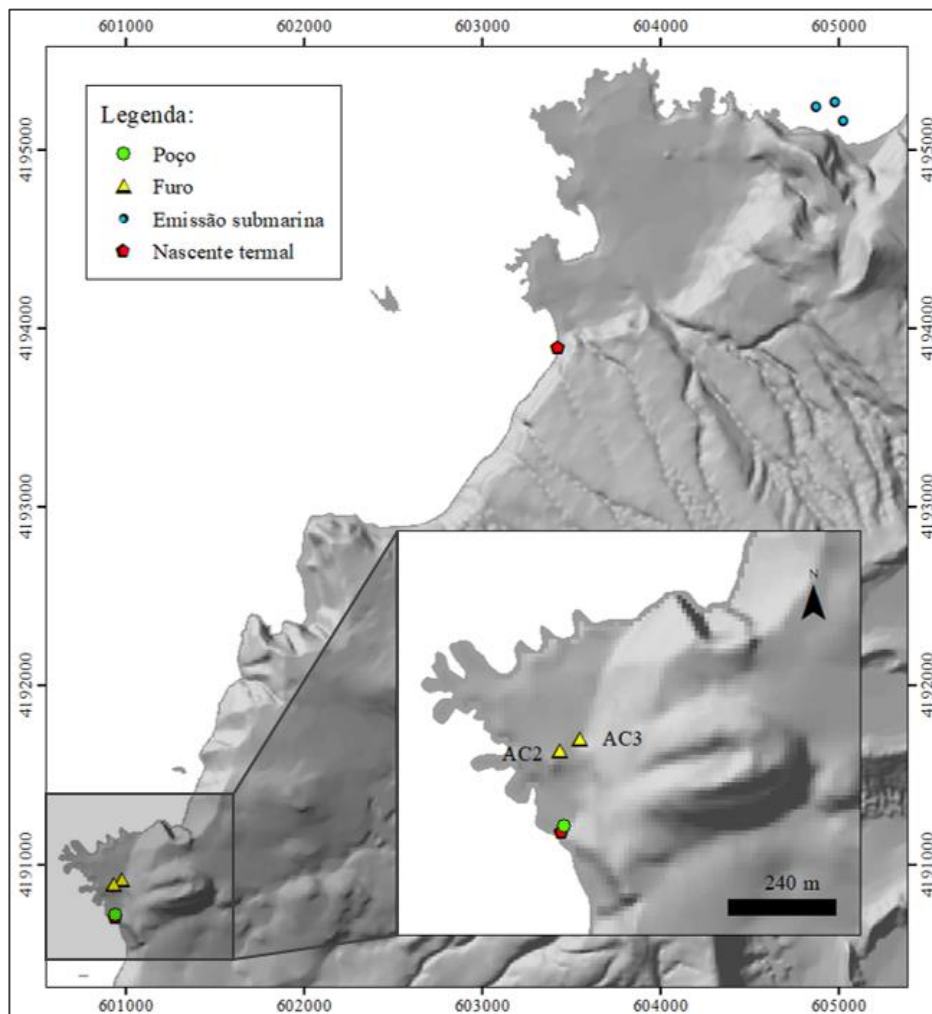 601000 602000 603000 604000 605000
4195000 4195000
4194000 4194000
4193000 4193000
4192000 4192000
4191000 4191000
Legenda:
Poço
Furo
Emissão submarina
Nascente termal
N
AC2 AC3
240 m
601000 602000 603000 604000 605000